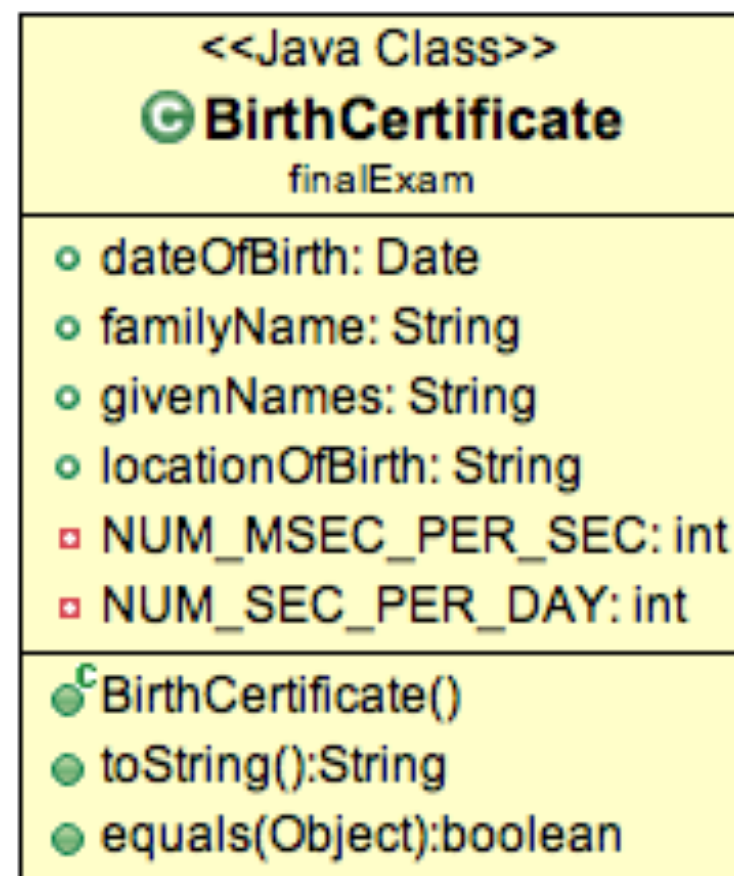 <<Java Class>>
C BirthCertificate
finalExam
dateOfBirth: Date
familyName: String
givenNames: String
locationOfBirth: String
NUM_MSEC_PER_SEC: int
NUM_SEC_PER_DAY: int
C BirthCertificate()
toString():String
equals(Object):boolean